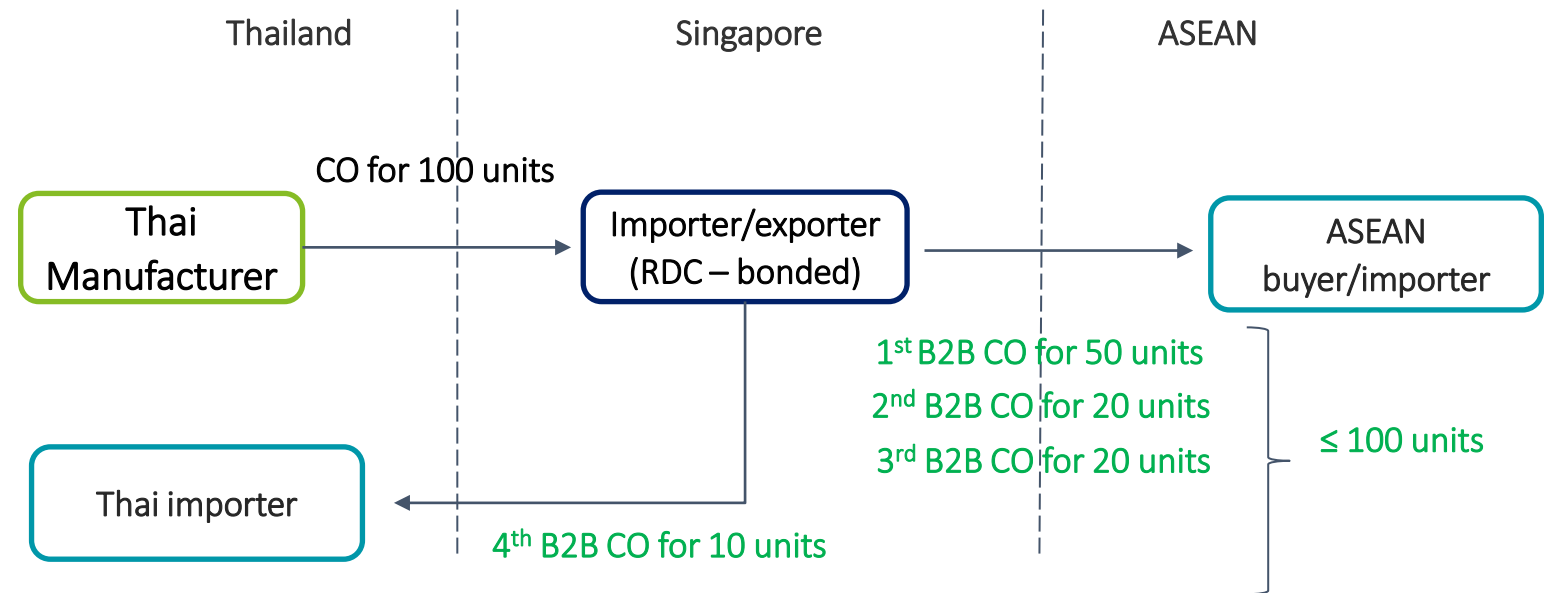 Thailand
Singapore
ASEAN
CO for 100 units
Thai
Manufacturer
Importer/exporter
(RDC – bonded)
ASEAN
buyer/importer
1st B2B CO for 50 units
2nd B2B CO for 20 units
3rd B2B CO for 20 units
≤ 100 units
Thai importer
4th B2B CO for 10 units